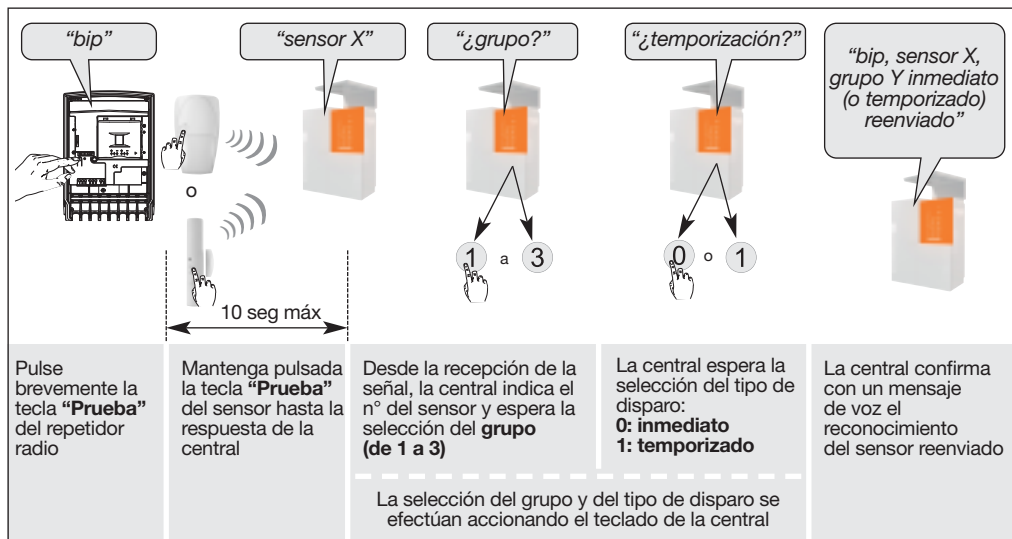 “bip”
“sensor X”
“¿grupo?”
“¿temporización?”
“bip, sensor X,
grupo Y inmediato
(o temporizado)
reenviado”
o
1 a 3
0 o 1
10 seg máx
Pulse
brevemente la
tecla “Prueba”
del repetidor
radio
Mantenga pulsada
la tecla “Prueba”
del sensor hasta la
respuesta de la
central
Desde la recepción de la
señal, la central indica el
n° del sensor y espera la
selección del grupo
(de 1 a 3)
La central espera la
selección del tipo de
disparo:
0: inmediato
1: temporizado
La central confirma
con un mensaje
de voz el
reconocimiento
del sensor reenviado
La selección del grupo y del tipo de disparo se
efectúan accionando el teclado de la central